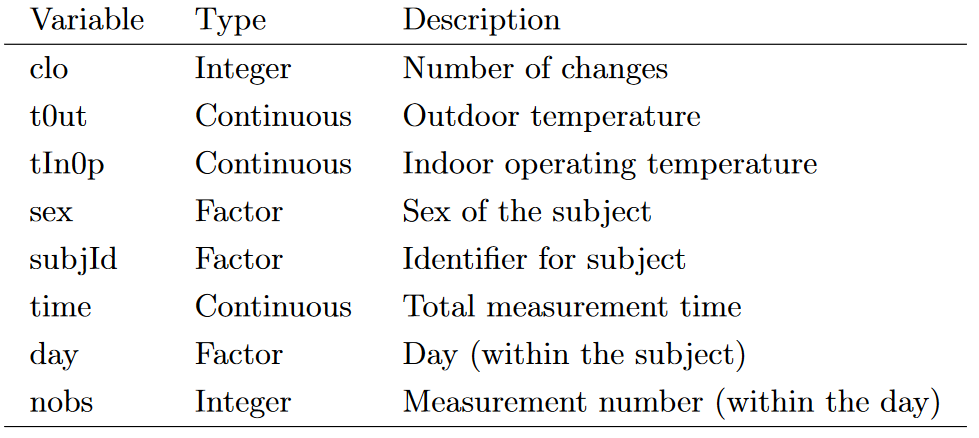 Variable Type Description
clo Integer Number of changes
t0ut Continuous Outdoor temperature
tIn0p Continuous Indoor operating temperature
sex Factor Sex of the subject
subjId Factor Identifier for subject
time Continuous Total measurement time
day Factor Day (within the subject)
nobs Integer Measurement number (within the day)